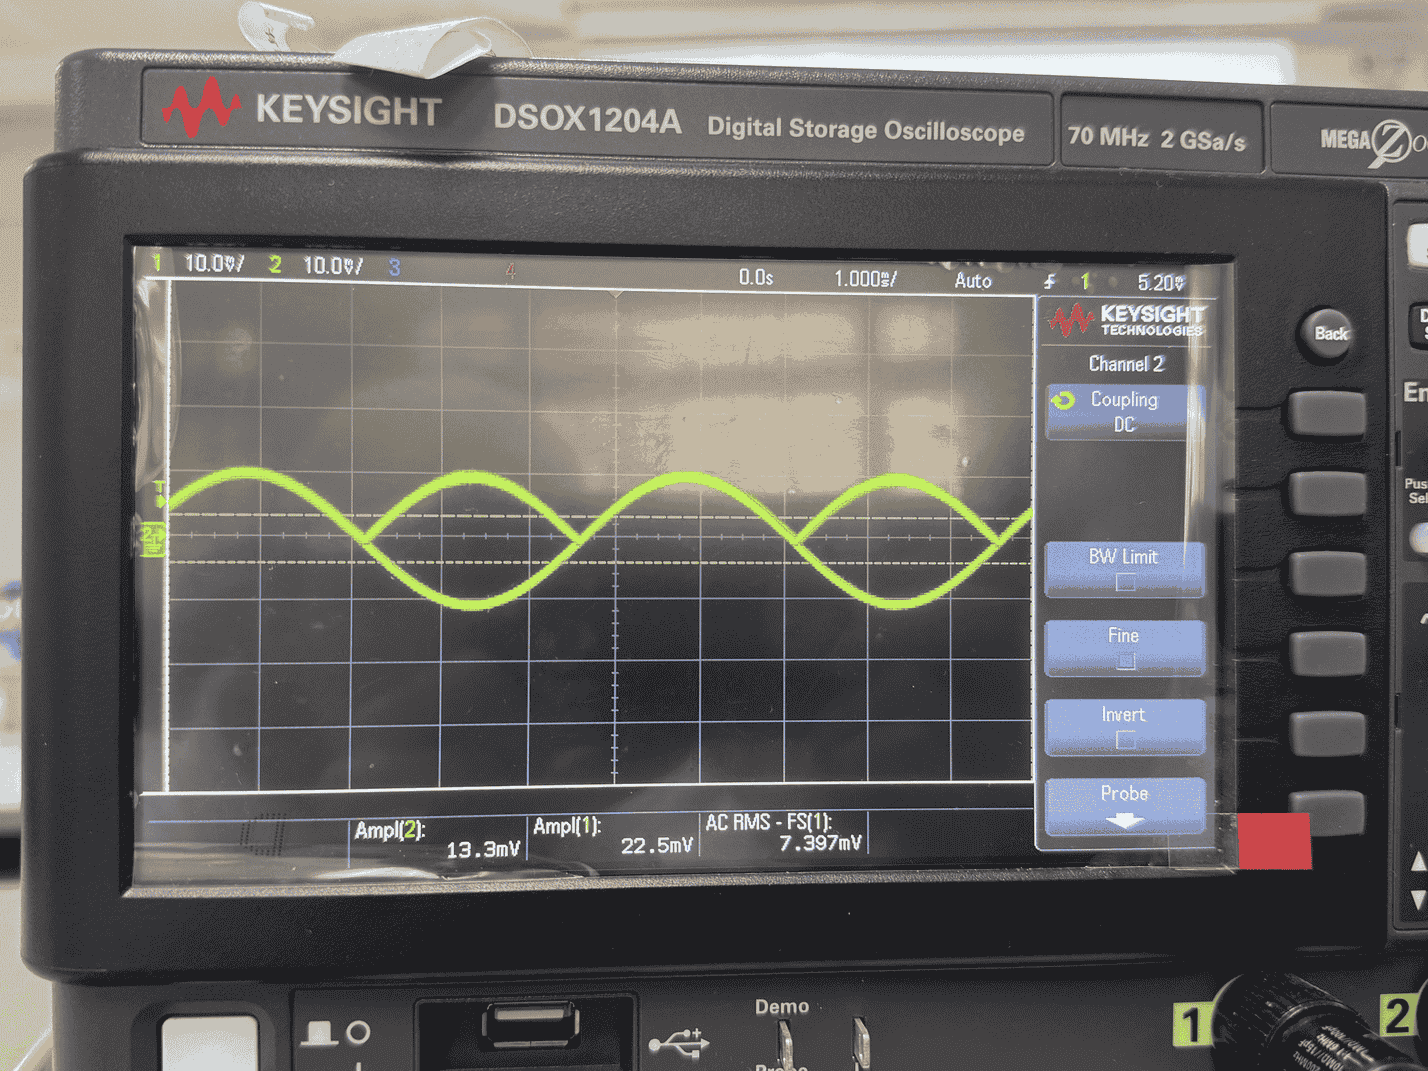 KEYSIGHT DSOX1204A Digital Storage Oscilloscope 70 MHz 2 GSa/s MEGA
1 10.0mV/ 2 10.0mV/ 3 4 0.0s 1.000ms/ Auto 1 5.20mV
KEYSIGHT
TECHNOLOGIES
Channel 2
Coupling
DC
BW Limit
Fine
Invert
Probe
T
2
Ampl(2):
13.3mV
Ampl(1):
22.5mV
AC RMS - FS(1):
7.397mV
Back
Demo
1
2